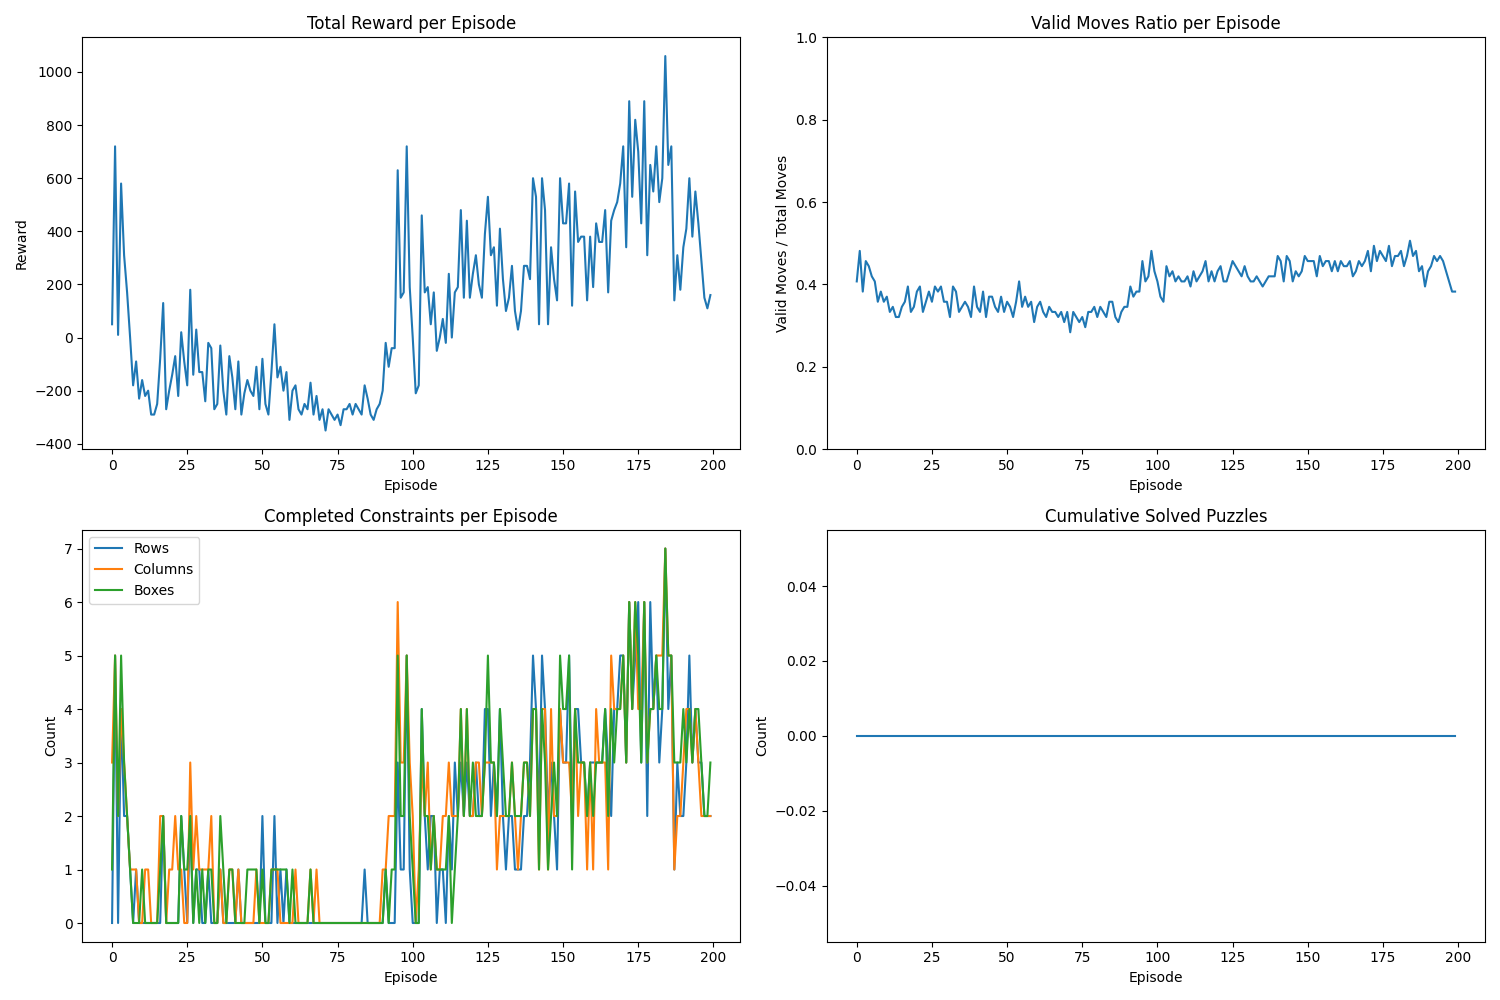 Total Reward per Episode
Reward
1000
800
600
400
200
0
−200
−400
0 25 50 75 100 125 150 175 200
Episode
Valid Moves Ratio per Episode
Valid Moves / Total Moves
1.0
0.8
0.6
0.4
0.2
0.0
0 25 50 75 100 125 150 175 200
Episode
Completed Constraints per Episode
Rows
Columns
Boxes
Count
7
6
5
4
3
2
1
0
0 25 50 75 100 125 150 175 200
Episode
Cumulative Solved Puzzles
Count
0.04
0.02
0.00
−0.02
−0.04
0 25 50 75 100 125 150 175 200
Episode